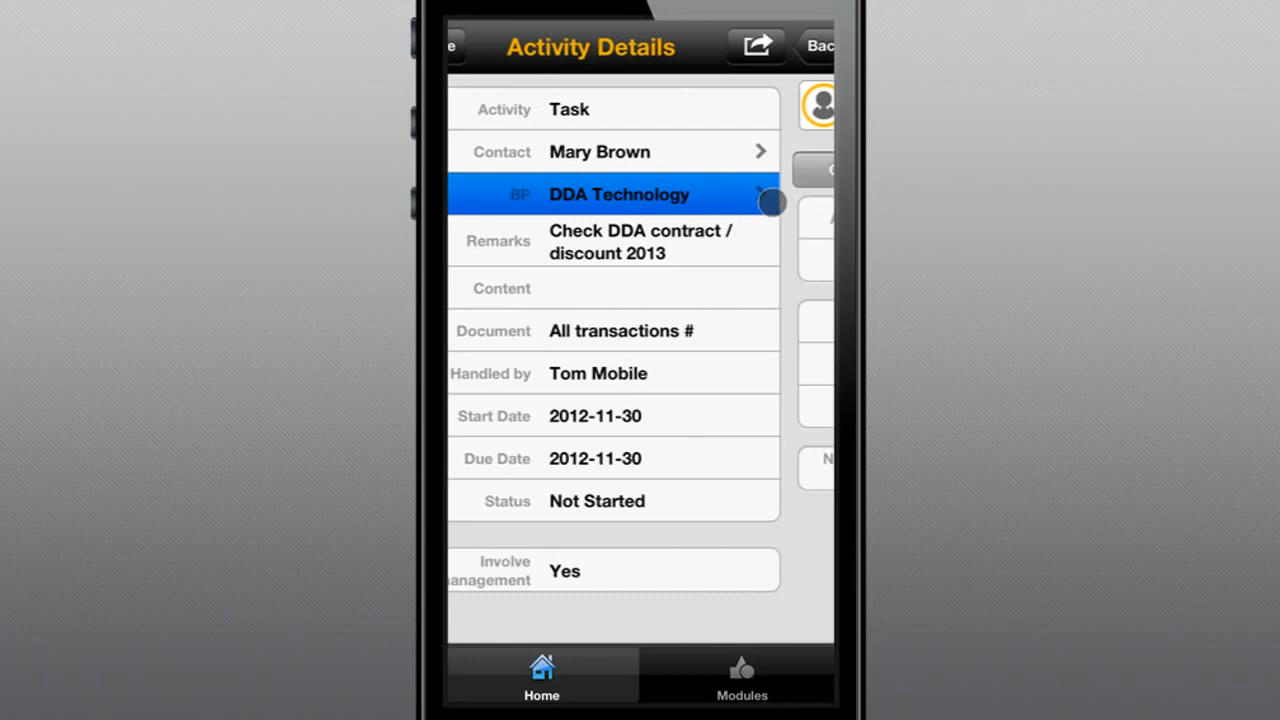 e
Activity Details
Bac
Activity Task
Contact Mary Brown
BP DDA Technology
Remarks Check DDA contract /
discount 2013
Content
Document All transactions #
Handled by Tom Mobile
Start Date 2012-11-30
Due Date 2012-11-30
Status Not Started
Involve
anagement Yes
N
Home
Modules